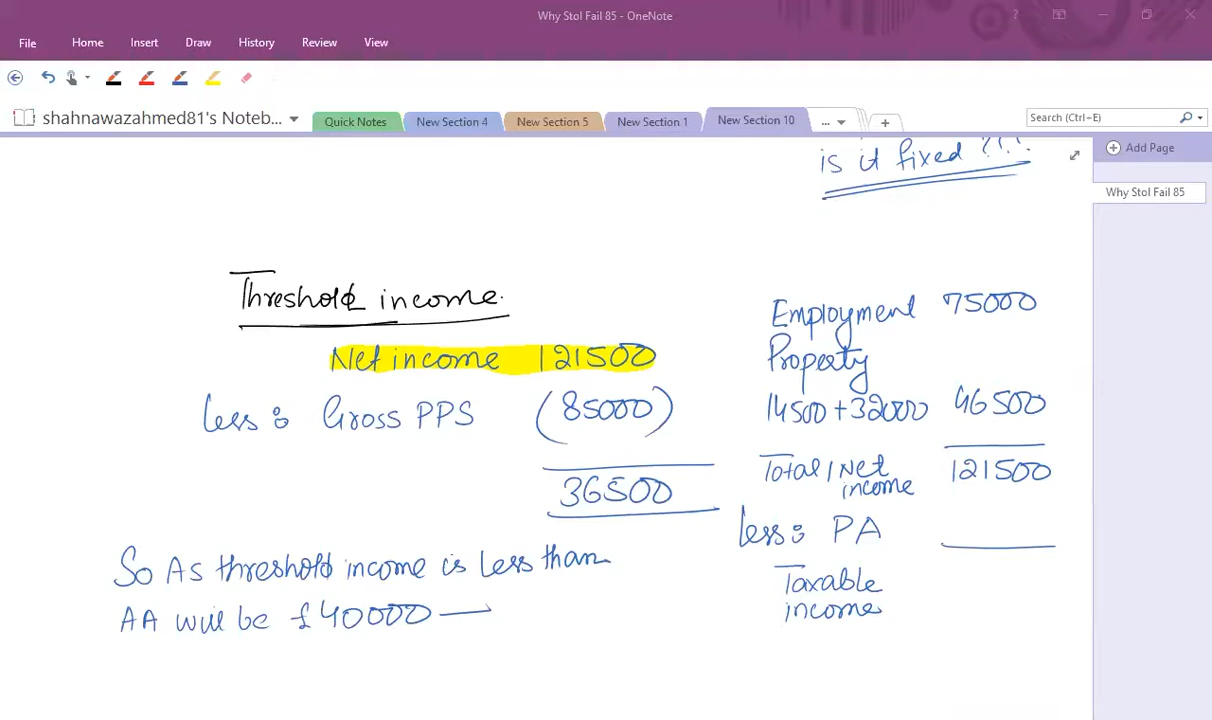 Why Stol Fail 85 - OneNote
?
File Home Insert Draw History Review View
shahnawazahmed81's Noteb...
Quick Notes
New Section 4
New Section 5
New Section 1
New Section 10
...
+
Search (Ctrl+E)
Add Page
Why Stol Fail 85
is it fixed ?!?
Threshold income.
Net income 121500
less: Gross PPS (85000)
36500
So As threshold income is less than
AA will be £40000 —
Employment 75000
Property
14500+32000 46500
Total/Net
income 121500
less: PA
Taxable
income